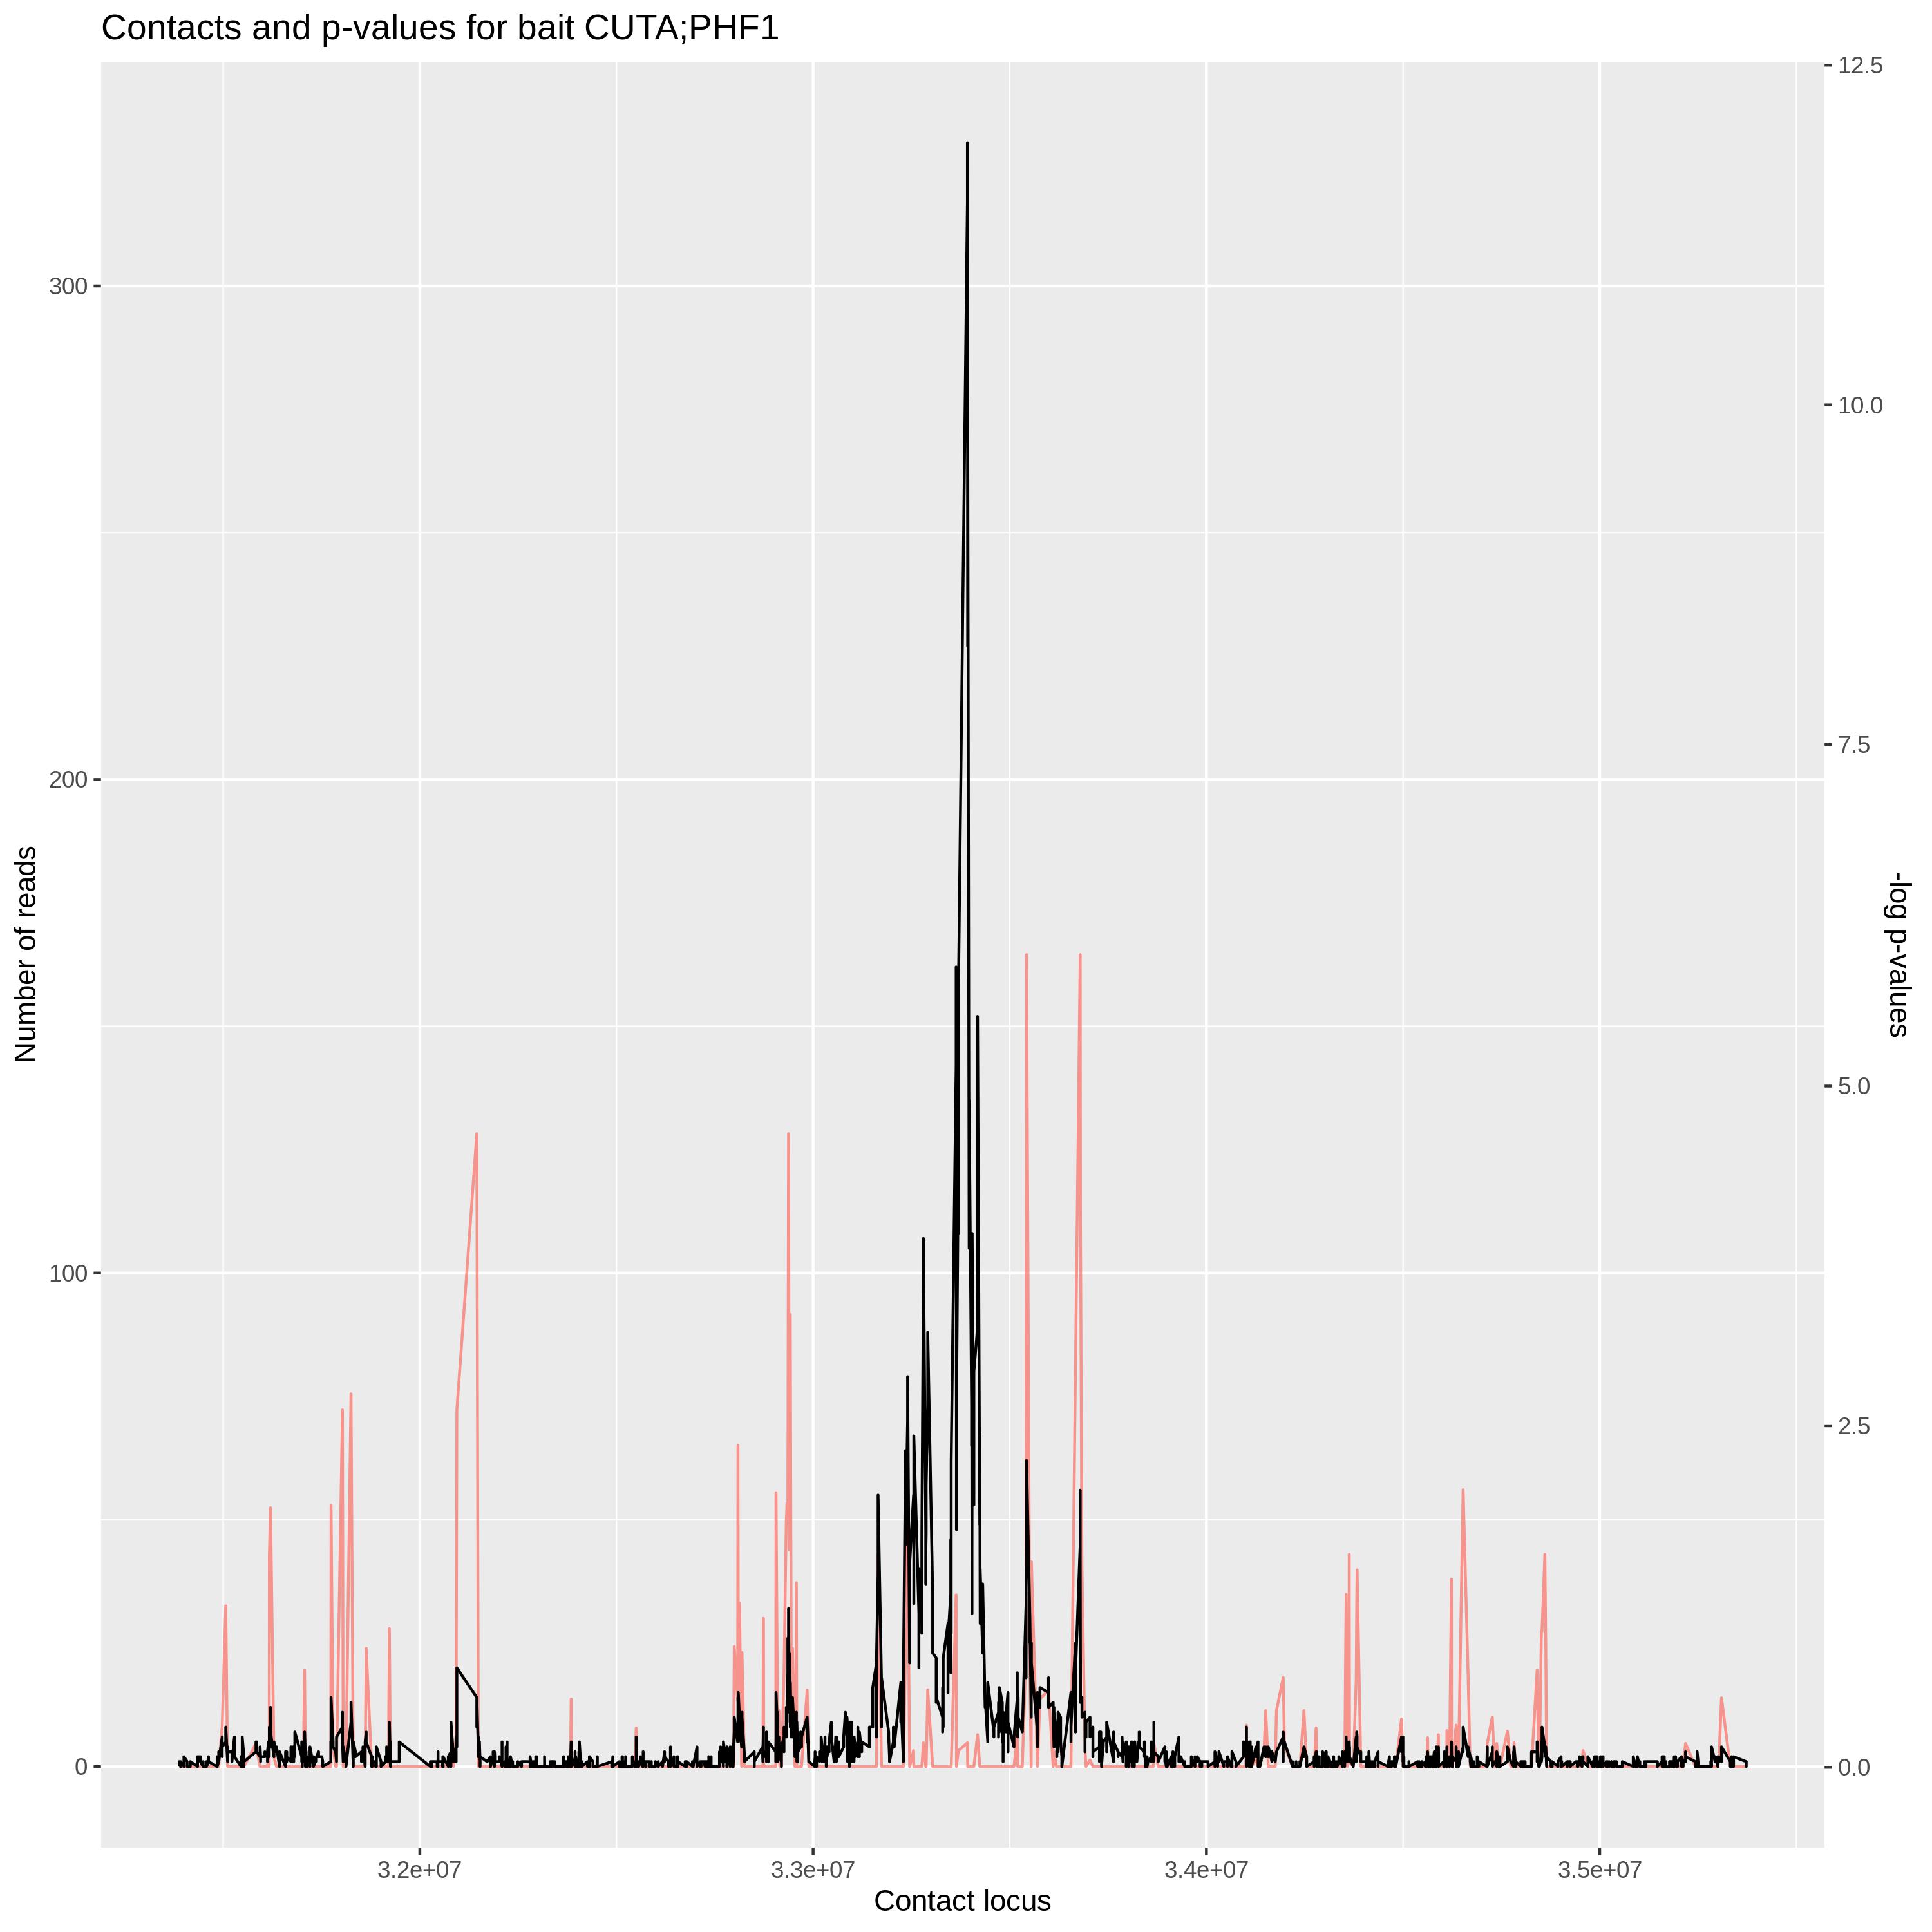 Contacts and p-values for bait CUTA;PHF1
Number of reads
300
200
100
0
12.5
10.0
7.5
5.0
2.5
0.0
-log p-values
3.2e+07
3.3e+07
3.4e+07
3.5e+07
Contact locus